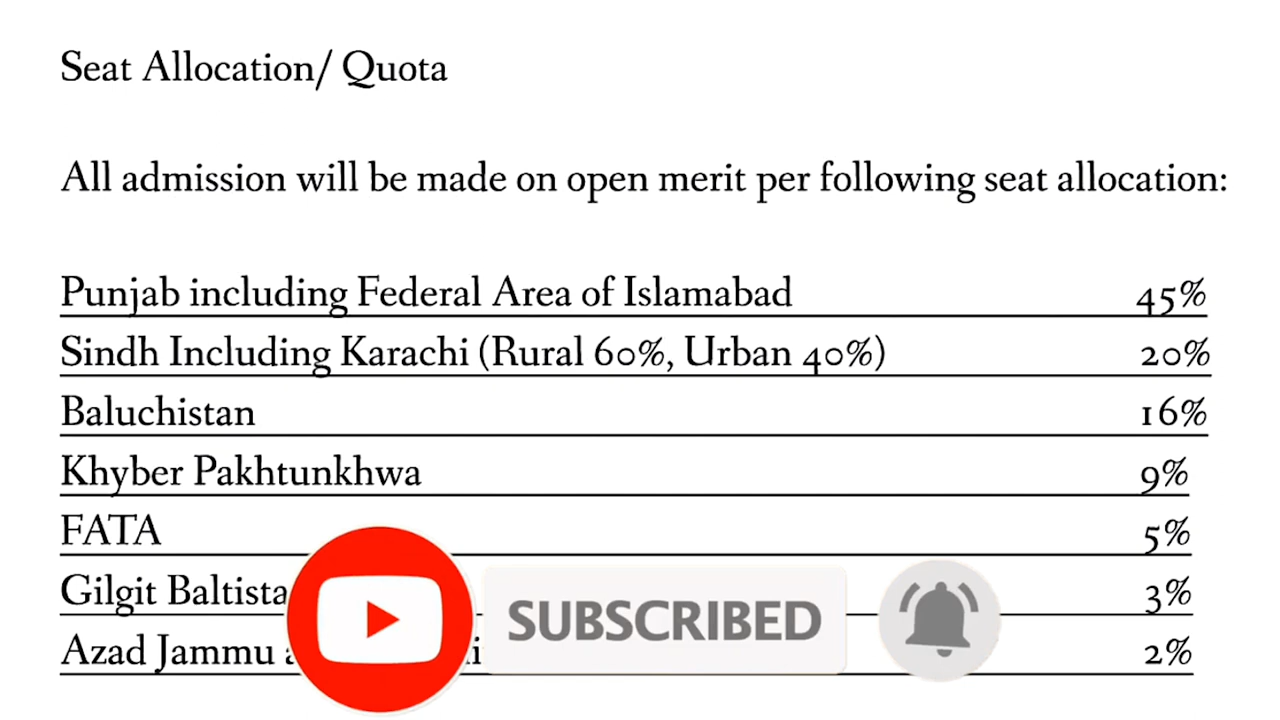 Seat Allocation/ Quota
All admission will be made on open merit per following seat allocation:
Punjab including Federal Area of Islamabad 45%
Sindh Including Karachi (Rural 60%, Urban 40%) 20%
Baluchistan 16%
Khyber Pakhtunkhwa 9%
FATA 5%
Gilgit 3%
Azad Jammu 2%
SUBSCRIBED